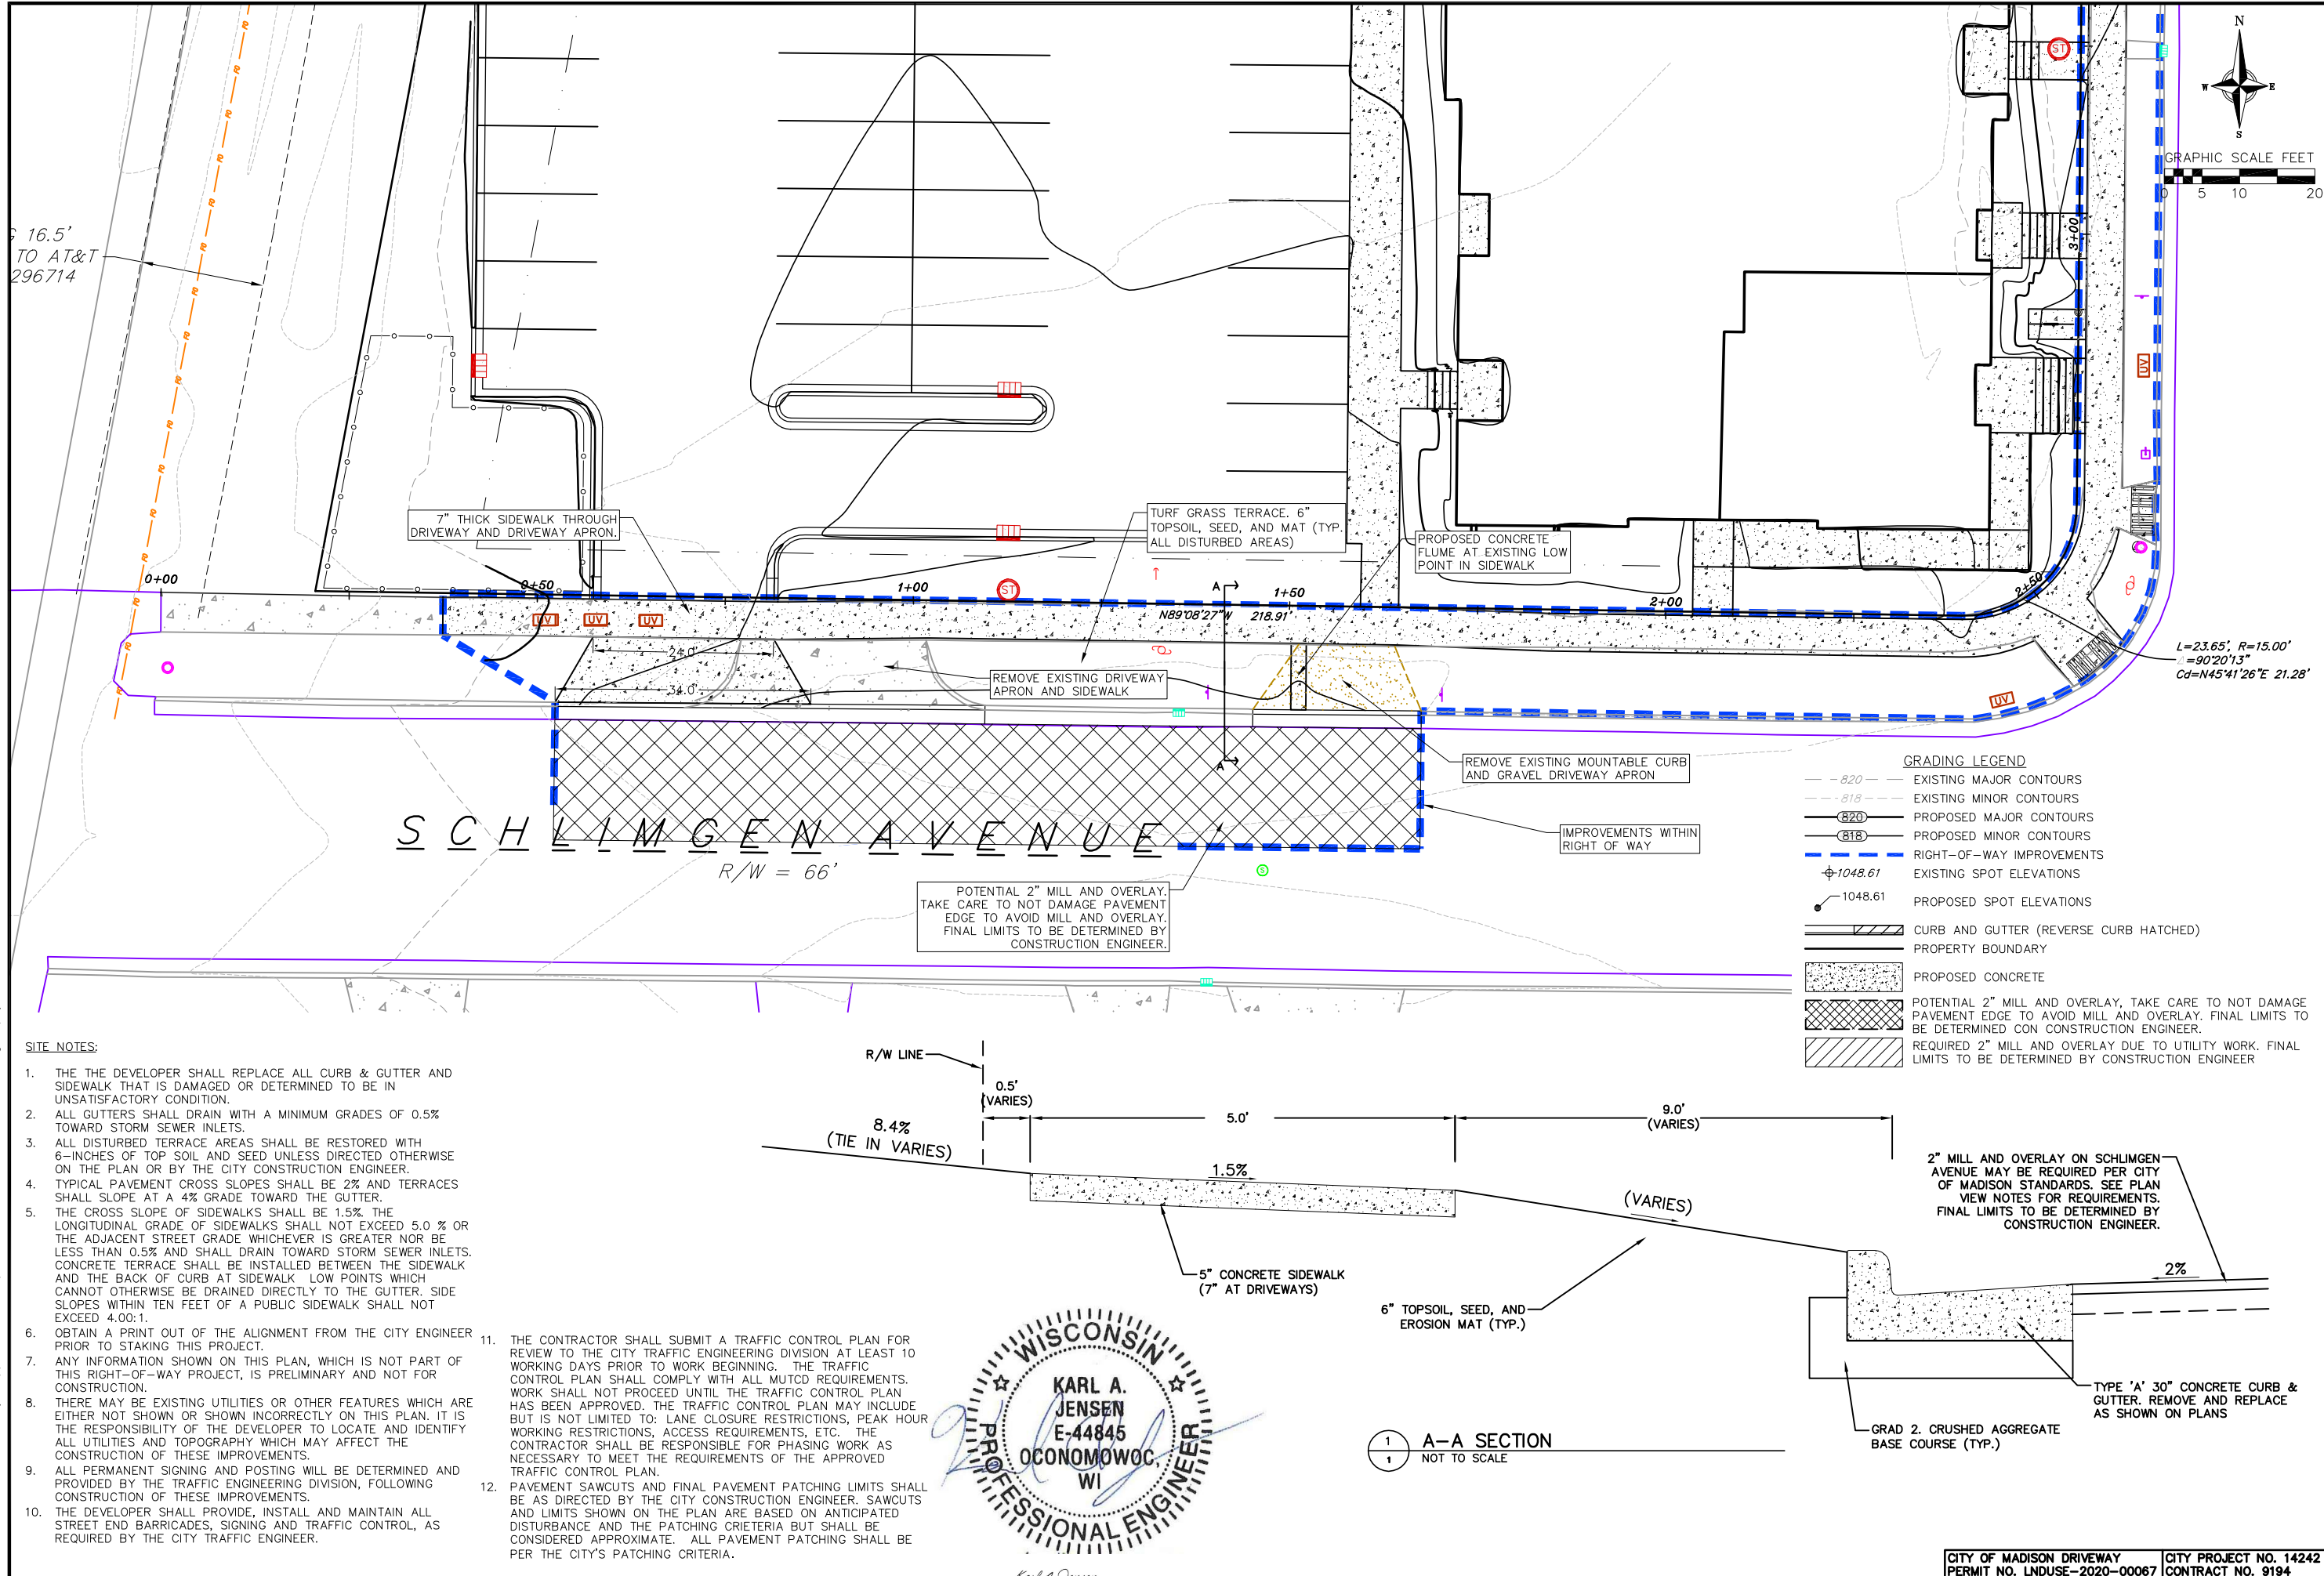 N
W
E
S
GRAPHIC SCALE FEET
0 5 10 20
16.5'
TO AT&T
296714
FO
FO
FO
FO
FO
FO
FO
FO
FO
FO
FO
FO
ST
3+00
UV
7" THICK SIDEWALK THROUGH
DRIVEWAY AND DRIVEWAY APRON.
TURF GRASS TERRACE. 6"
TOPSOIL, SEED, AND MAT (TYP.
ALL DISTURBED AREAS)
PROPOSED CONCRETE
FLUME AT EXISTING LOW
POINT IN SIDEWALK
0+00
0+50
1+00
1+50
2+00
2+50
ST
A
N89°08'27"W 218.91'
UV
UV
UV
24.0'
34.0'
REMOVE EXISTING DRIVEWAY
APRON AND SIDEWALK
L=23.65', R=15.00'
△=90°20'13"
Cd=N45°41'26"E 21.28'
UV
A
REMOVE EXISTING MOUNTABLE CURB
AND GRAVEL DRIVEWAY APRON
IMPROVEMENTS WITHIN
RIGHT OF WAY
SCHLIMGEN AVENUE
R/W = 66'
S
POTENTIAL 2" MILL AND OVERLAY.
TAKE CARE TO NOT DAMAGE PAVEMENT
EDGE TO AVOID MILL AND OVERLAY.
FINAL LIMITS TO BE DETERMINED BY
CONSTRUCTION ENGINEER.
GRADING LEGEND
820 EXISTING MAJOR CONTOURS
818 EXISTING MINOR CONTOURS
820 PROPOSED MAJOR CONTOURS
818 PROPOSED MINOR CONTOURS
RIGHT-OF-WAY IMPROVEMENTS
1048.61 EXISTING SPOT ELEVATIONS
1048.61 PROPOSED SPOT ELEVATIONS
CURB AND GUTTER (REVERSE CURB HATCHED)
PROPERTY BOUNDARY
PROPOSED CONCRETE
POTENTIAL 2" MILL AND OVERLAY, TAKE CARE TO NOT DAMAGE
PAVEMENT EDGE TO AVOID MILL AND OVERLAY. FINAL LIMITS TO
BE DETERMINED CON CONSTRUCTION ENGINEER.
REQUIRED 2" MILL AND OVERLAY DUE TO UTILITY WORK. FINAL
LIMITS TO BE DETERMINED BY CONSTRUCTION ENGINEER
SITE NOTES:
1. THE THE DEVELOPER SHALL REPLACE ALL CURB & GUTTER AND
SIDEWALK THAT IS DAMAGED OR DETERMINED TO BE IN
UNSATISFACTORY CONDITION.
2. ALL GUTTERS SHALL DRAIN WITH A MINIMUM GRADES OF 0.5%
TOWARD STORM SEWER INLETS.
3. ALL DISTURBED TERRACE AREAS SHALL BE RESTORED WITH
6-INCHES OF TOP SOIL AND SEED UNLESS DIRECTED OTHERWISE
ON THE PLAN OR BY THE CITY CONSTRUCTION ENGINEER.
4. TYPICAL PAVEMENT CROSS SLOPES SHALL BE 2% AND TERRACES
SHALL SLOPE AT A 4% GRADE TOWARD THE GUTTER.
5. THE CROSS SLOPE OF SIDEWALKS SHALL BE 1.5%. THE
LONGITUDINAL GRADE OF SIDEWALKS SHALL NOT EXCEED 5.0 % OR
THE ADJACENT STREET GRADE WHICHEVER IS GREATER NOR BE
LESS THAN 0.5% AND SHALL DRAIN TOWARD STORM SEWER INLETS.
CONCRETE TERRACE SHALL BE INSTALLED BETWEEN THE SIDEWALK
AND THE BACK OF CURB AT SIDEWALK LOW POINTS WHICH
CANNOT OTHERWISE BE DRAINED DIRECTLY TO THE GUTTER. SIDE
SLOPES WITHIN TEN FEET OF A PUBLIC SIDEWALK SHALL NOT
EXCEED 4.00:1.
6. OBTAIN A PRINT OUT OF THE ALIGNMENT FROM THE CITY ENGINEER
PRIOR TO STAKING THIS PROJECT.
7. ANY INFORMATION SHOWN ON THIS PLAN, WHICH IS NOT PART OF
THIS RIGHT-OF-WAY PROJECT, IS PRELIMINARY AND NOT FOR
CONSTRUCTION.
8. THERE MAY BE EXISTING UTILITIES OR OTHER FEATURES WHICH ARE
EITHER NOT SHOWN OR SHOWN INCORRECTLY ON THIS PLAN. IT IS
THE RESPONSIBILITY OF THE DEVELOPER TO LOCATE AND IDENTIFY
ALL UTILITIES AND TOPOGRAPHY WHICH MAY AFFECT THE
CONSTRUCTION OF THESE IMPROVEMENTS.
9. ALL PERMANENT SIGNING AND POSTING WILL BE DETERMINED AND
PROVIDED BY THE TRAFFIC ENGINEERING DIVISION, FOLLOWING
CONSTRUCTION OF THESE IMPROVEMENTS.
10. THE DEVELOPER SHALL PROVIDE, INSTALL AND MAINTAIN ALL
STREET END BARRICADES, SIGNING AND TRAFFIC CONTROL, AS
REQUIRED BY THE CITY TRAFFIC ENGINEER.
11. THE CONTRACTOR SHALL SUBMIT A TRAFFIC CONTROL PLAN FOR
REVIEW TO THE CITY TRAFFIC ENGINEERING DIVISION AT LEAST 10
WORKING DAYS PRIOR TO WORK BEGINNING. THE TRAFFIC
CONTROL PLAN SHALL COMPLY WITH ALL MUTCD REQUIREMENTS.
WORK SHALL NOT PROCEED UNTIL THE TRAFFIC CONTROL PLAN
HAS BEEN APPROVED. THE TRAFFIC CONTROL PLAN MAY INCLUDE
BUT IS NOT LIMITED TO: LANE CLOSURE RESTRICTIONS, PEAK HOUR
WORKING RESTRICTIONS, ACCESS REQUIREMENTS, ETC. THE
CONTRACTOR SHALL BE RESPONSIBLE FOR PHASING WORK AS
NECESSARY TO MEET THE REQUIREMENTS OF THE APPROVED
TRAFFIC CONTROL PLAN.
12. PAVEMENT SAWCUTS AND FINAL PAVEMENT PATCHING LIMITS SHALL
BE AS DIRECTED BY THE CITY CONSTRUCTION ENGINEER. SAWCUTS
AND LIMITS SHOWN ON THE PLAN ARE BASED ON ANTICIPATED
DISTURBANCE AND THE PATCHING CRIETERIA BUT SHALL BE
CONSIDERED APPROXIMATE. ALL PAVEMENT PATCHING SHALL BE
PER THE CITY'S PATCHING CRITERIA.
R/W LINE
0.5'
(VARIES)
8.4%
(TIE IN VARIES)
5.0'
9.0'
(VARIES)
1.5%
(VARIES)
2" MILL AND OVERLAY ON SCHLIMGEN
AVENUE MAY BE REQUIRED PER CITY
OF MADISON STANDARDS. SEE PLAN
VIEW NOTES FOR REQUIREMENTS.
FINAL LIMITS TO BE DETERMINED BY
CONSTRUCTION ENGINEER.
2%
5" CONCRETE SIDEWALK
(7" AT DRIVEWAYS)
6" TOPSOIL, SEED, AND
EROSION MAT (TYP.)
TYPE 'A' 30" CONCRETE CURB &
GUTTER. REMOVE AND REPLACE
AS SHOWN ON PLANS
GRAD 2. CRUSHED AGGREGATE
BASE COURSE (TYP.)
1
1
A-A SECTION
NOT TO SCALE
WISCONSIN
KARL A.
JENSEN
E-44845
OCONOMOWOC,
WI
PROFESSIONAL ENGINEER
CITY OF MADISON DRIVEWAY
PERMIT NO. LNDUSE-2020-00067
CITY PROJECT NO. 14242
CONTRACT NO. 9194